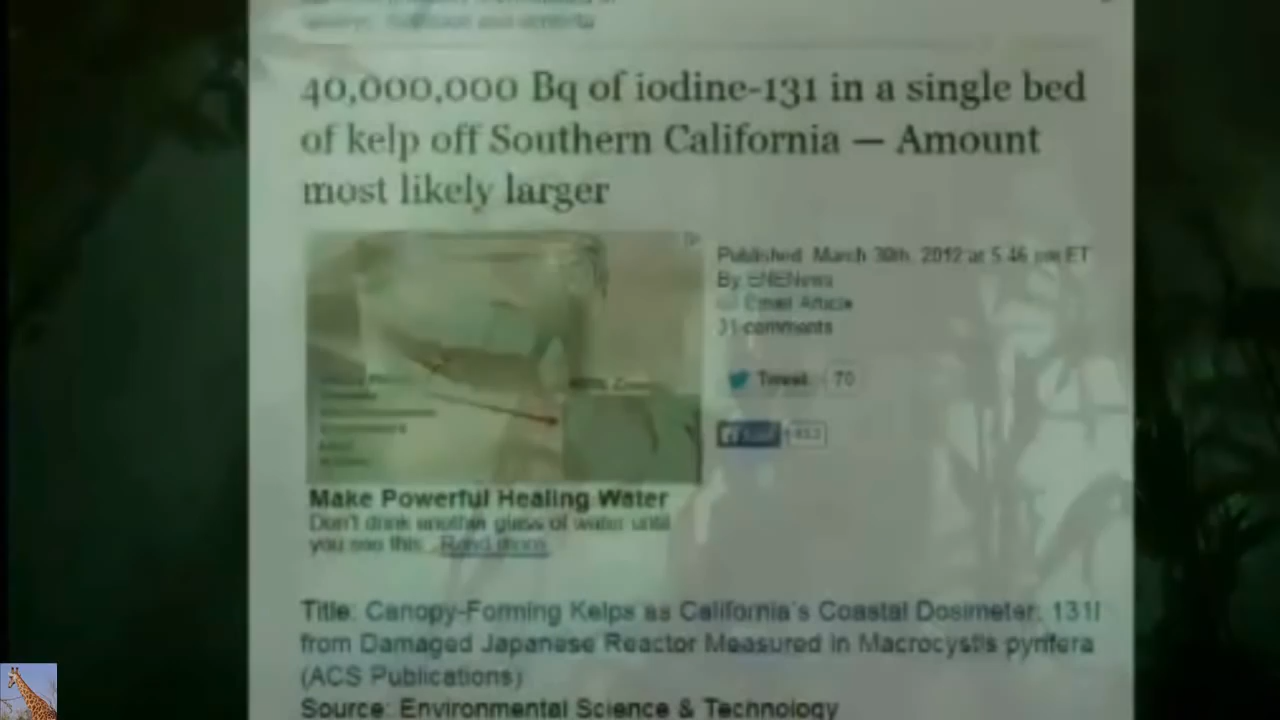 40,000,000 Bq of iodine-131 in a single bed
of kelp off Southern California — Amount
most likely larger
Published: March 30th, 2012 at 5:46 pm ET
By ENENews
Email Article
31 comments
Tweet 70
Make Powerful Healing Water
Don't drink another glass of water until
you see this. Read more
Title: Canopy-Forming Kelps as California's Coastal Dosimeter: 131I
from Damaged Japanese Reactor Measured in Macrocystis pyrifera
(ACS Publications)
Source: Environmental Science & Technology